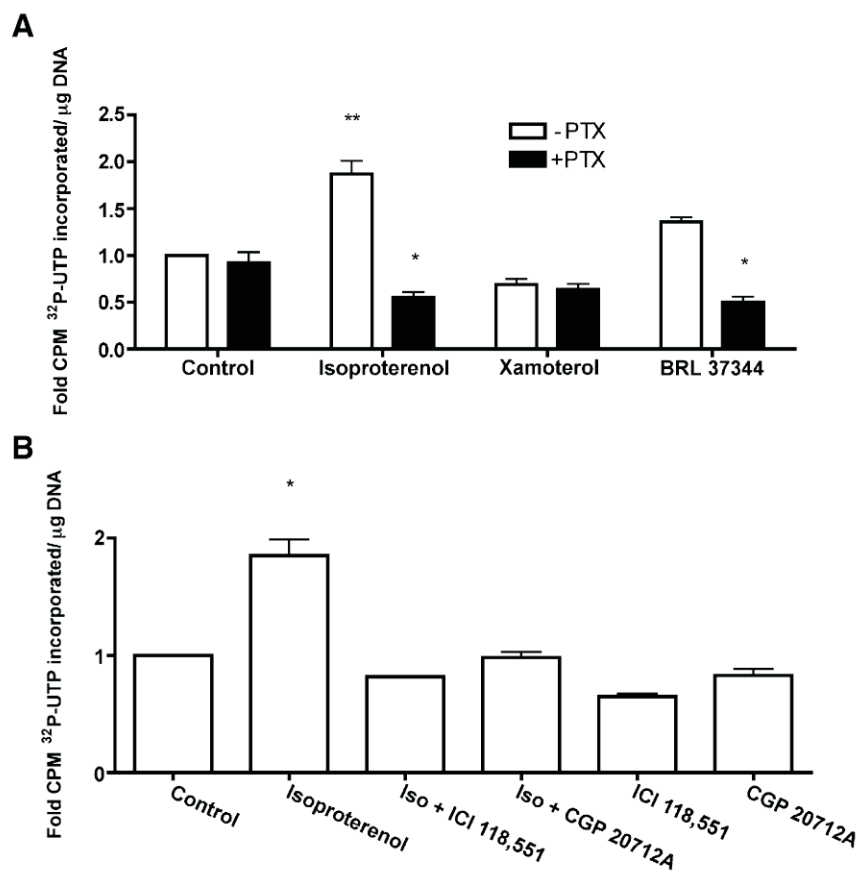 A
Fold CPM ³²P-UTP incorporated/ µg DNA
2.5
2.0
1.5
1.0
0.5
0.0
**
*
*
- PTX
+PTX
Control
Isoproterenol
Xamoterol
BRL 37344
B
Fold CPM ³²P-UTP incorporated/ µg DNA
2
1
0
*
Control
Isoproterenol
Iso + ICI 118,551
Iso + CGP 20712A
ICI 118,551
CGP 20712A